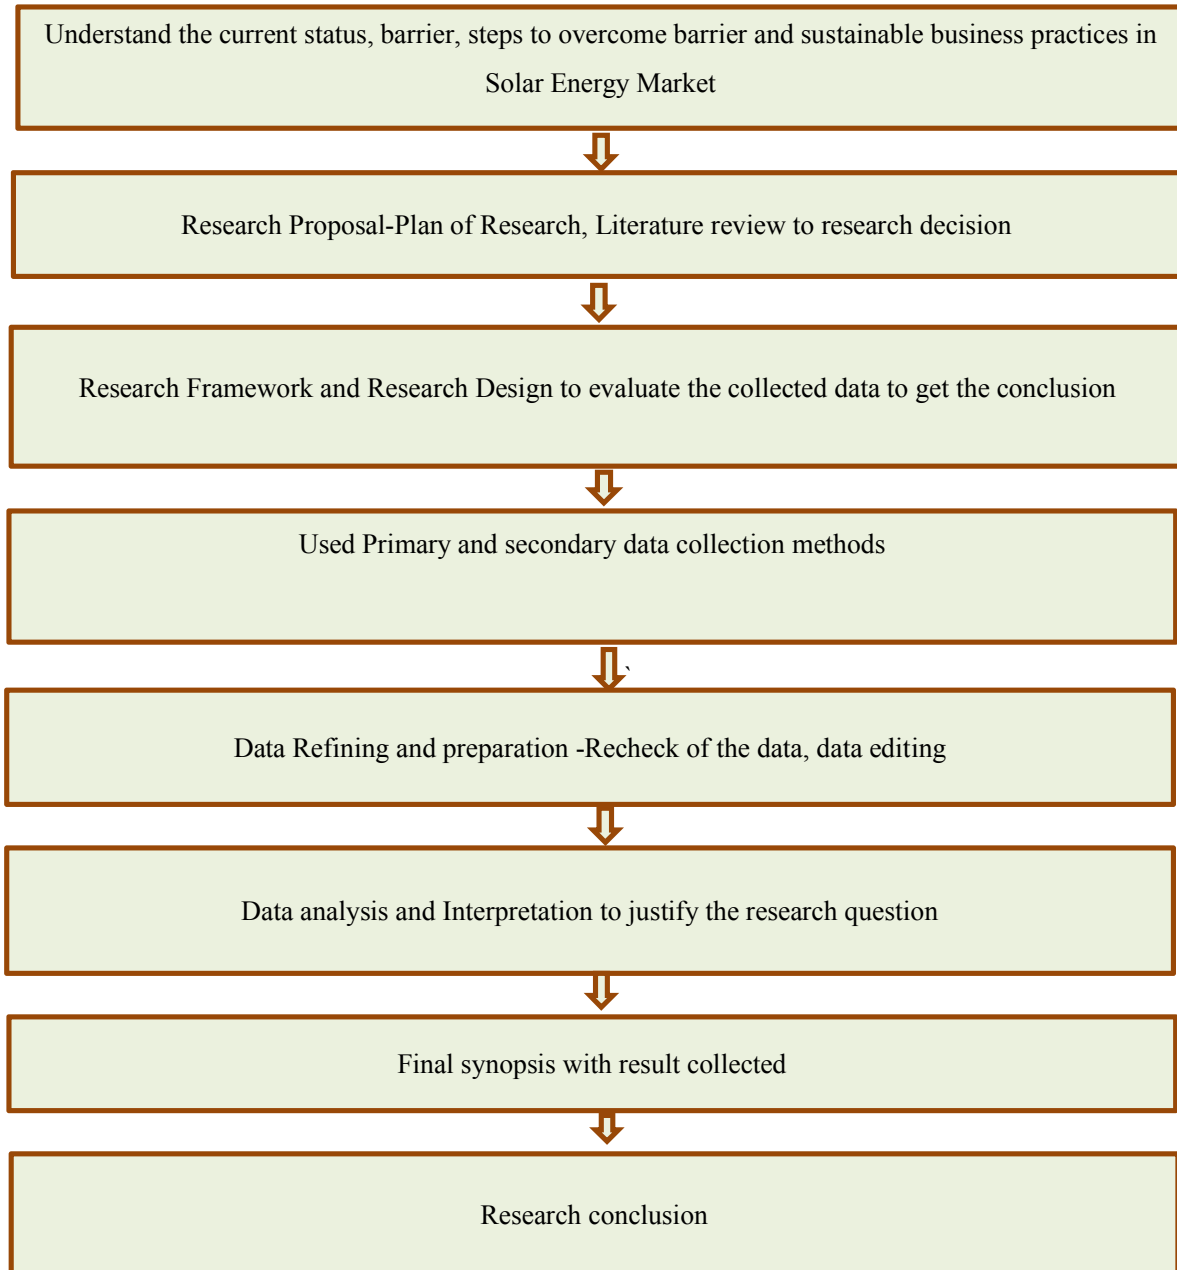 Understand the current status, barrier, steps to overcome barrier and sustainable business practices in
Solar Energy Market
Research Proposal-Plan of Research, Literature review to research decision
Research Framework and Research Design to evaluate the collected data to get the conclusion
Used Primary and secondary data collection methods
`
Data Refining and preparation -Recheck of the data, data editing
Data analysis and Interpretation to justify the research question
Final synopsis with result collected
Research conclusion